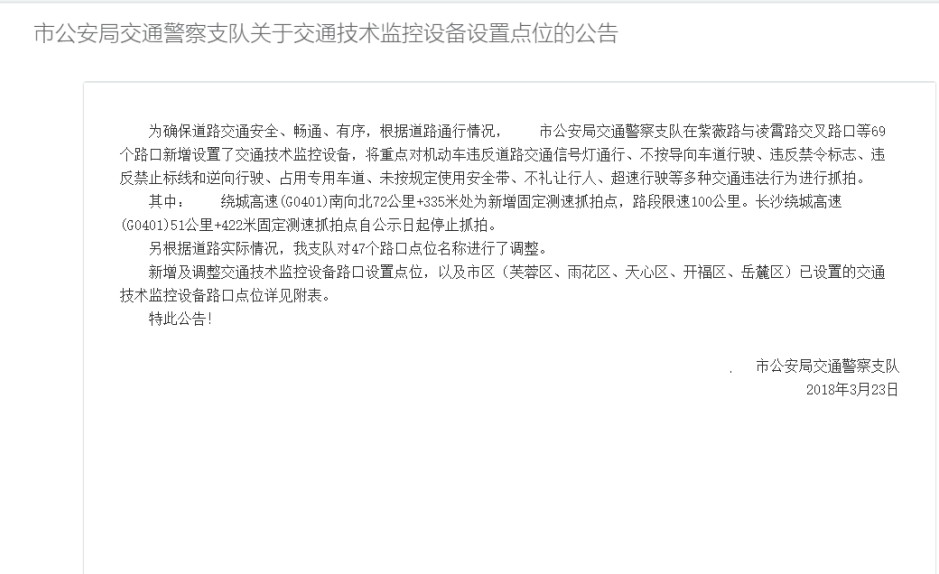 市公安局交通警察支队关于交通技术监控设备设置点位的公告
为确保道路交通安全、畅通、有序，根据道路通行情况， 市公安局交通警察支队在紫薇路与凌霄路交叉路口等69
个路口新增设置了交通技术监控设备，将重点对机动车违反道路交通信号灯通行、不按导向车道行驶、违反禁令标志、违
反禁止标线和逆向行驶、占用专用车道、未按规定使用安全带、不礼让行人、超速行驶等多种交通违法行为进行抓拍。
其中： 绕城高速(G0401)南向北72公里+335米处为新增固定测速抓拍点，路段限速100公里。长沙绕城高速
(G0401)51公里+422米固定测速抓拍点自公示日起停止抓拍。
另根据道路实际情况，我支队对47个路口点位名称进行了调整。
新增及调整交通技术监控设备路口设置点位，以及市区（芙蓉区、雨花区、天心区、开福区、岳麓区）已设置的交通
技术监控设备路口点位详见附表。
特此公告！
. 市公安局交通警察支队
2018年3月23日